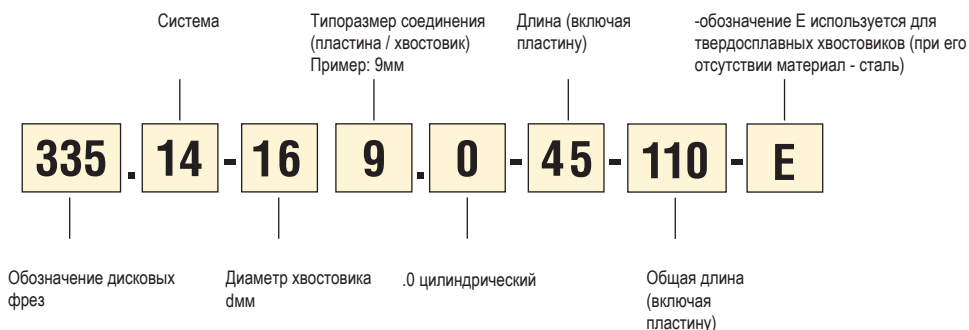 Система
Типоразмер соединения
(пластина / хвостовик)
Пример: 9мм
Длина (включая
пластину)
-обозначение E используется для
твердосплавных хвостовиков (при его
отсутствии материал - сталь)
335.14-16 9.0-45-110-E
Обозначение дисковых
фрез
Диаметр хвостовика
dмм
.0 цилиндрический
Общая длина
(включая
пластину)